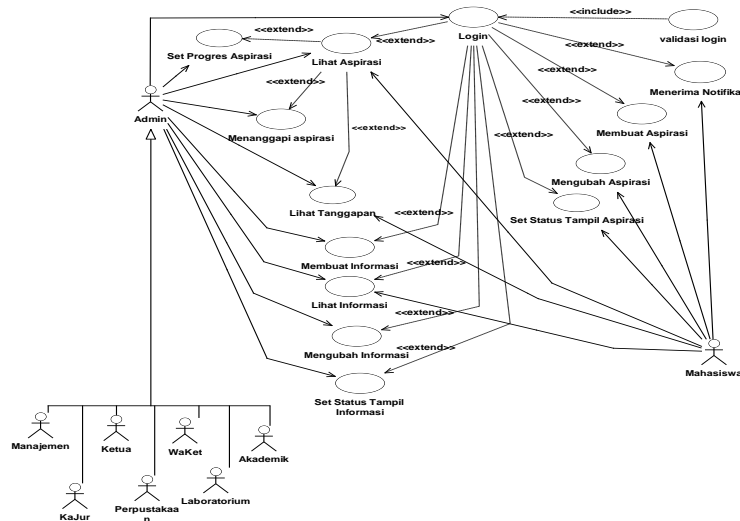 <<include>>
Login
validasi login
<<extend>>
Set Progres Aspirasi
Lihat Aspirasi
<<extend>>
<<extend>>
<<extend>>
Menerima Notifika
<<extend>>
Admin
Menanggapi aspirasi
<<extend>>
<<extend>>
Membuat Aspirasi
Mengubah Aspirasi
Lihat Tanggapan
<<extend>>
Set Status Tampil Aspirasi
Membuat Informasi
<<extend>>
Lihat Informasi
<<extend>>
Mengubah Informasi
<<extend>>
Mahasiswa
Set Status Tampil
Informasi
Manajemen
Ketua
WaKet
Akademik
KaJur
Perpustakaa
n
Laboratorium